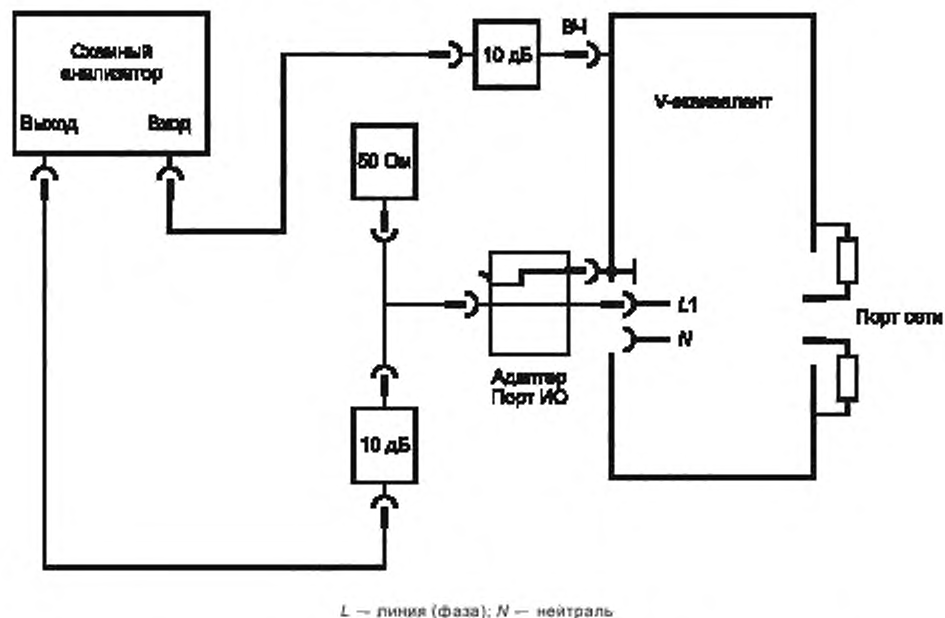 Схемный
анализатор
Выход
Вход
10 дБ
ВЧ
V-эквивалент
50 Ом
L1
N
Порт сети
Адаптер
Порт ИО
10 дБ
L — линия (фаза); N — нейтраль